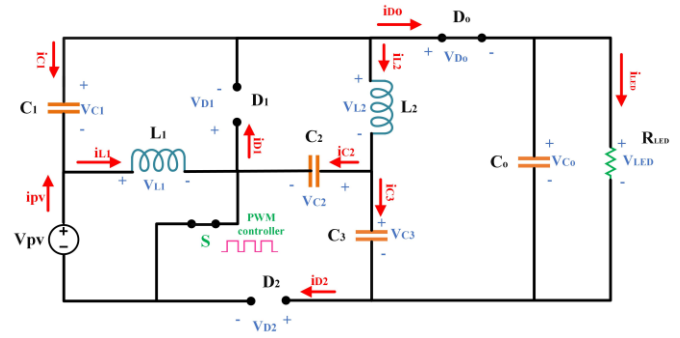 iDO
Do
iC1
+
iL2
+ VDo -
iLED
+
C1
VC1
-
-
VD1
D1
+
+
VL2
L2
-
L1
C2
RLED
iL1
iD1
iC2
Co
+
VCo
-
+
VLED
-
+ VL1 -
- +
VC2
iC3
ipv
PWM
controller
S
Vpv
+
-
C3
+
VC3
-
D2
iD2
- VD2 +